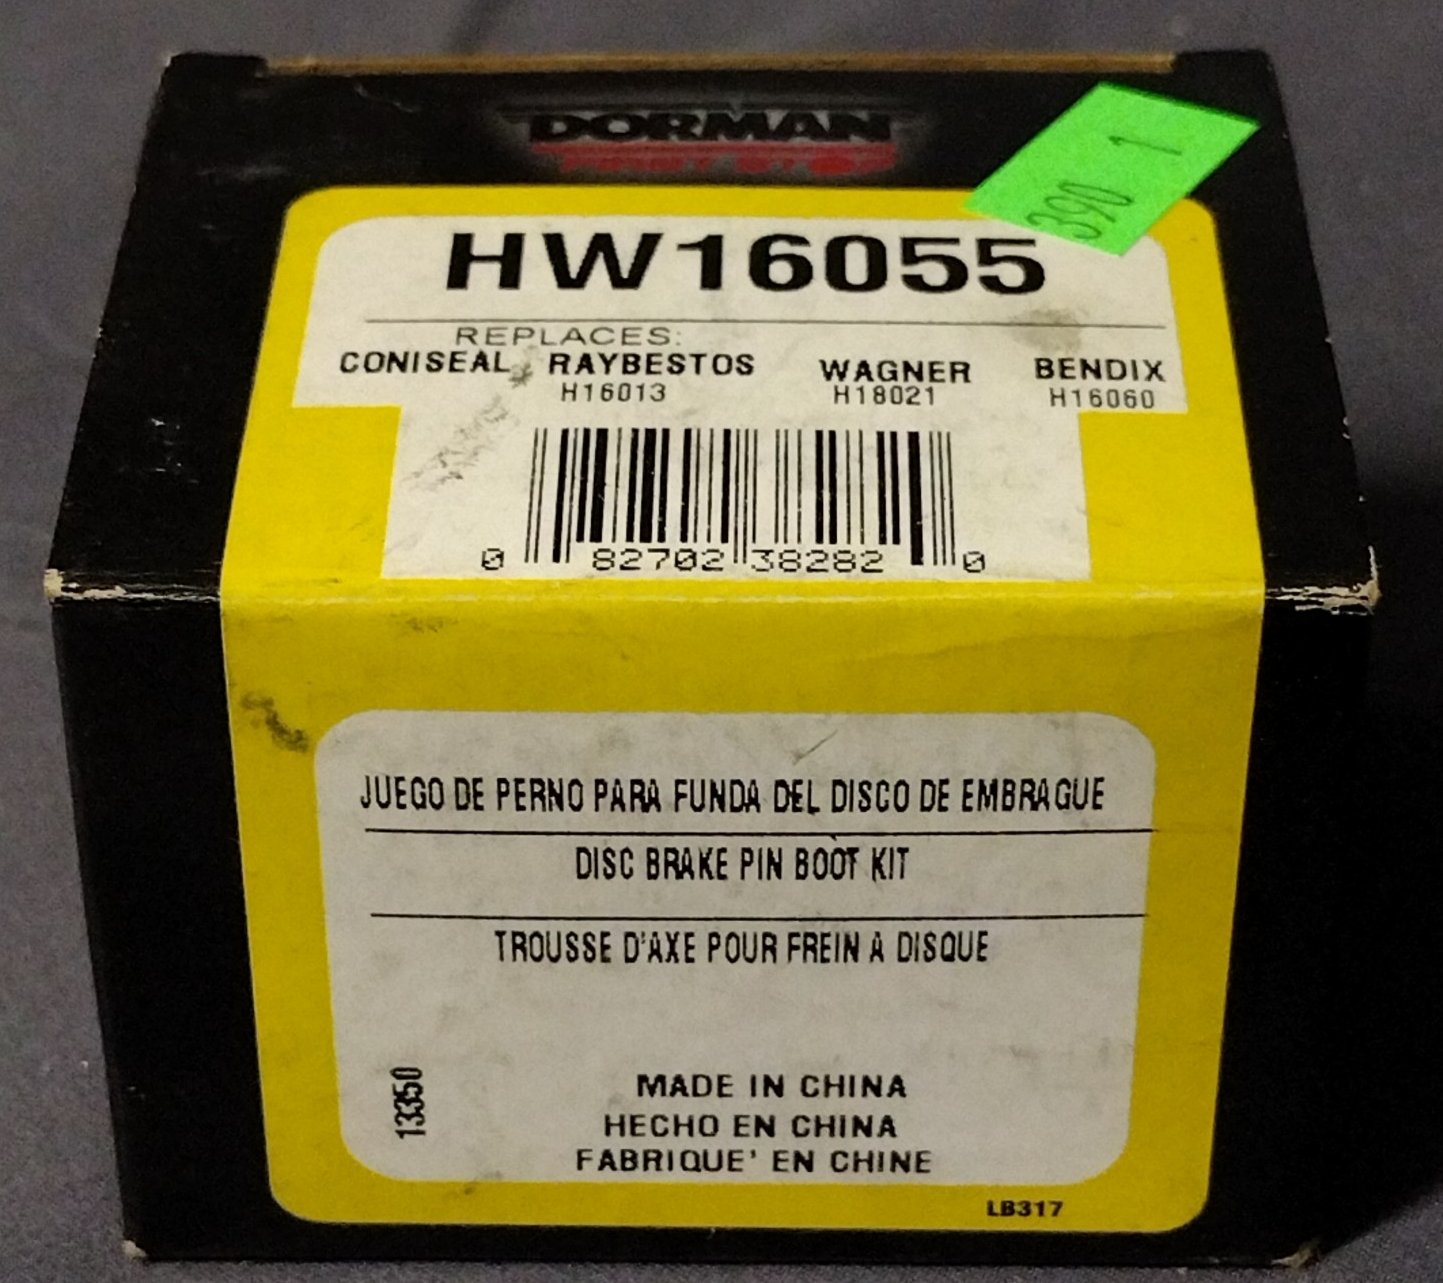 DORMAN
FIRST STOP
390 1
HW16055
REPLACES:
CONISEAL RAYBESTOS WAGNER BENDIX
H16013 H18021 H16060
0 82702 38282 0
JUEGO DE PERNO PARA FUNDA DEL DISCO DE EMBRAGUE
DISC BRAKE PIN BOOT KIT
TROUSSE D'AXE POUR FREIN A DISQUE
13350
MADE IN CHINA
HECHO EN CHINA
FABRIQUE' EN CHINE
LB317